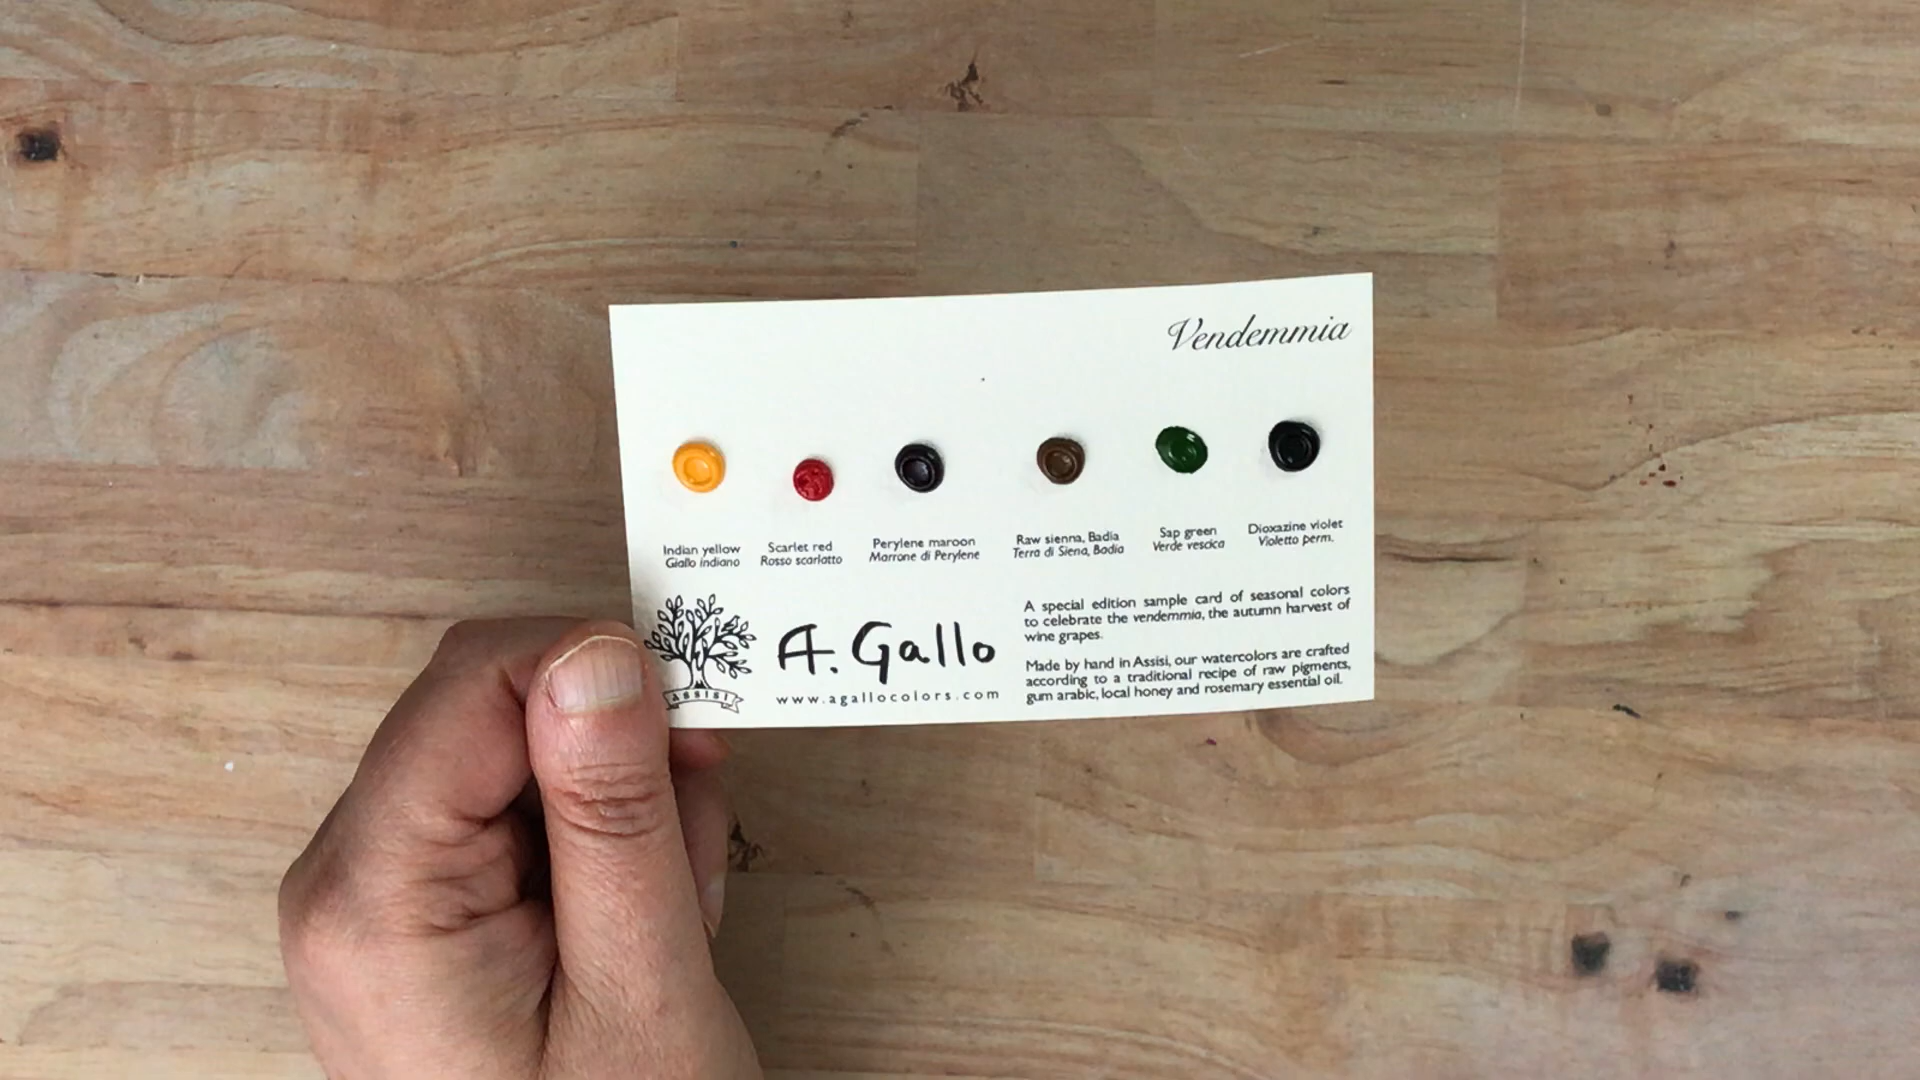 Vendemmia
Indian yellow
Giallo indiano
Scarlet red
Rosso scarlatto
Perylene maroon
Marrone di Perylene
Raw sienna, Badia
Terra di Siena, Badia
Sap green
Verde vescica
Dioxazine violet
Violetto perm.
ASSISI
A. Gallo
www.agallocolors.com
A special edition sample card of seasonal colors
to celebrate the vendemmia, the autumn harvest of
wine grapes.
Made by hand in Assisi, our watercolors are crafted
according to a traditional recipe of raw pigments,
gum arabic, local honey and rosemary essential oil.